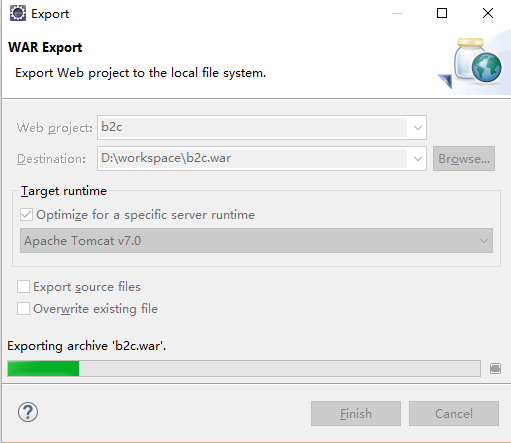 Export
WAR Export
Export Web project to the local file system.
Web project: b2c
Destination: D:\workspace\b2c.war Browse...
Target runtime
Optimize for a specific server runtime
Apache Tomcat v7.0
Export source files
Overwrite existing file
Exporting archive 'b2c.war'.
? Finish Cancel